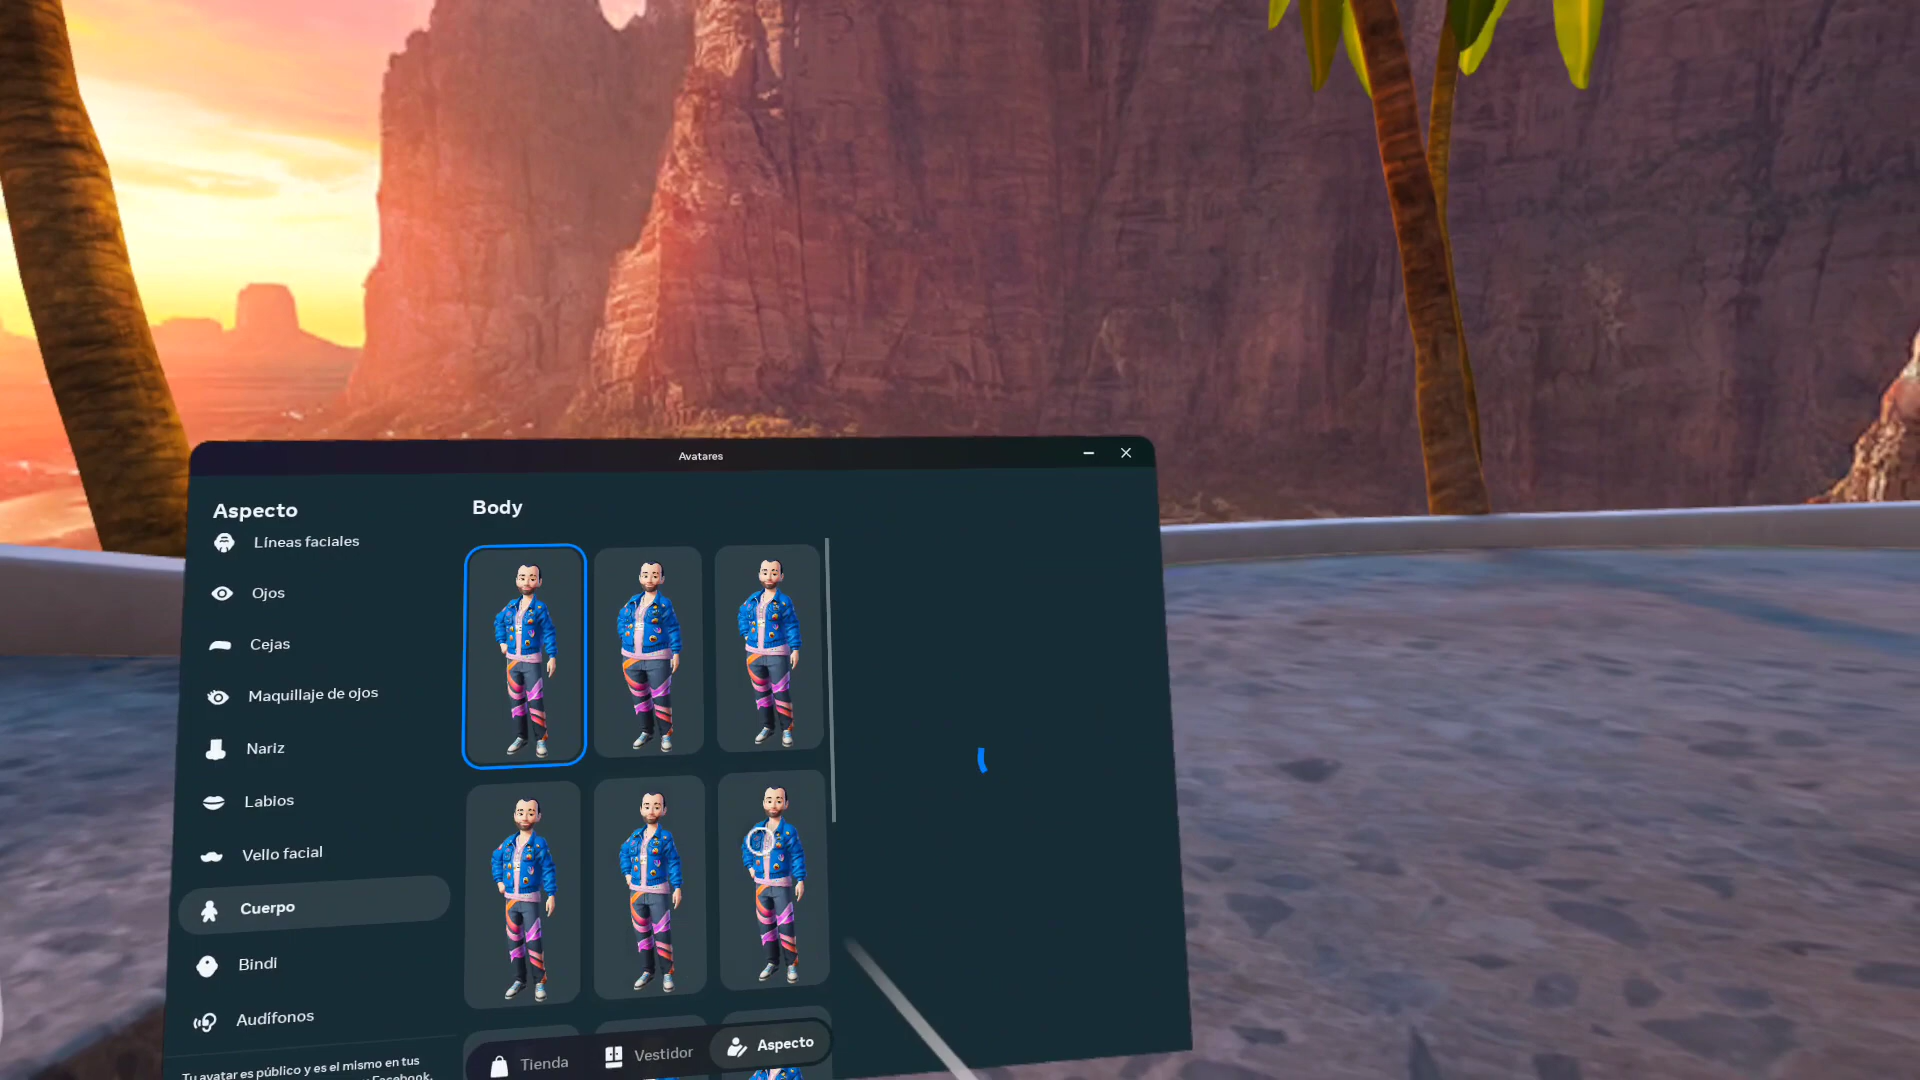 Avatares
Aspecto
Líneas faciales
Ojos
Cejas
Maquillaje de ojos
Nariz
Labios
Vello facial
Cuerpo
Bindi
Audífonos
Tu avatar es público y es el mismo en tus
Facebook,
Body
Tienda
Vestidor
Aspecto